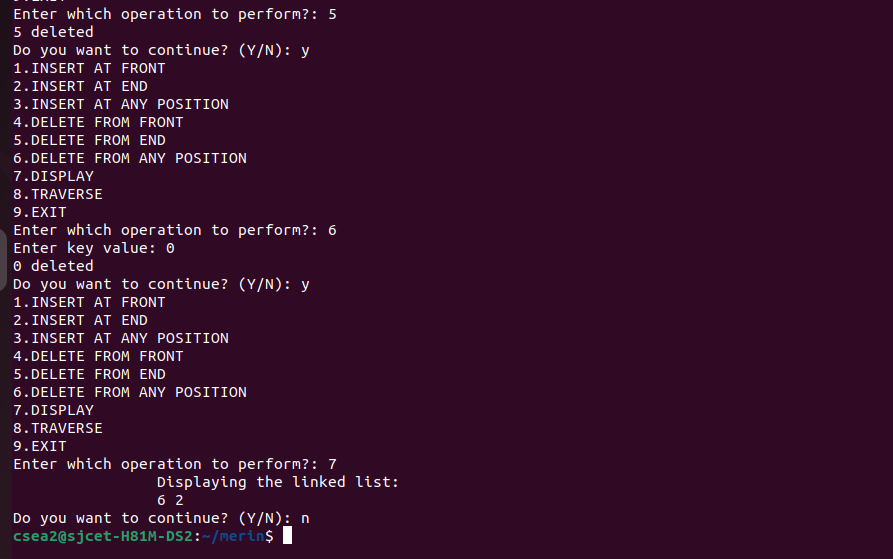 Enter which operation to perform?: 5
5 deleted
Do you want to continue? (Y/N): y
1.INSERT AT FRONT
2.INSERT AT END
3.INSERT AT ANY POSITION
4.DELETE FROM FRONT
5.DELETE FROM END
6.DELETE FROM ANY POSITION
7.DISPLAY
8.TRAVERSE
9.EXIT
Enter which operation to perform?: 6
Enter key value: 0
0 deleted
Do you want to continue? (Y/N): y
1.INSERT AT FRONT
2.INSERT AT END
3.INSERT AT ANY POSITION
4.DELETE FROM FRONT
5.DELETE FROM END
6.DELETE FROM ANY POSITION
7.DISPLAY
8.TRAVERSE
9.EXIT
Enter which operation to perform?: 7
Displaying the linked list:
6 2
Do you want to continue? (Y/N): n
csea2@sjcet-H81M-DS2:~/merin$